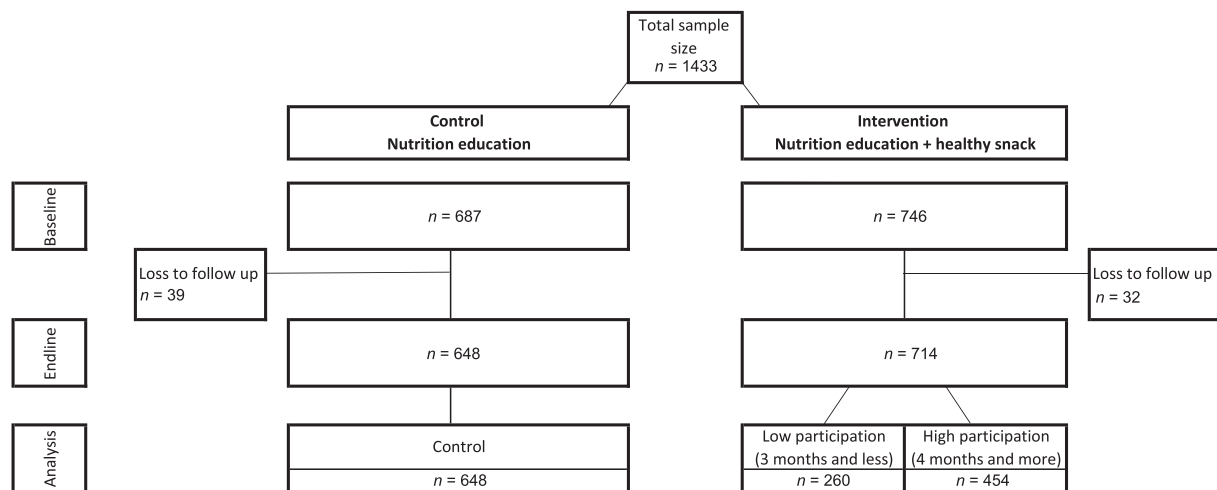 Total sample
size
n = 1433
Control
Nutrition education
Intervention
Nutrition education + healthy snack
Baseline
n = 687
n = 746
Loss to follow up
n = 39
Loss to follow up
n = 32
Endline
n = 648
n = 714
Analysis
Control
n = 648
Low participation
(3 months and less)
n = 260
High participation
(4 months and more)
n = 454